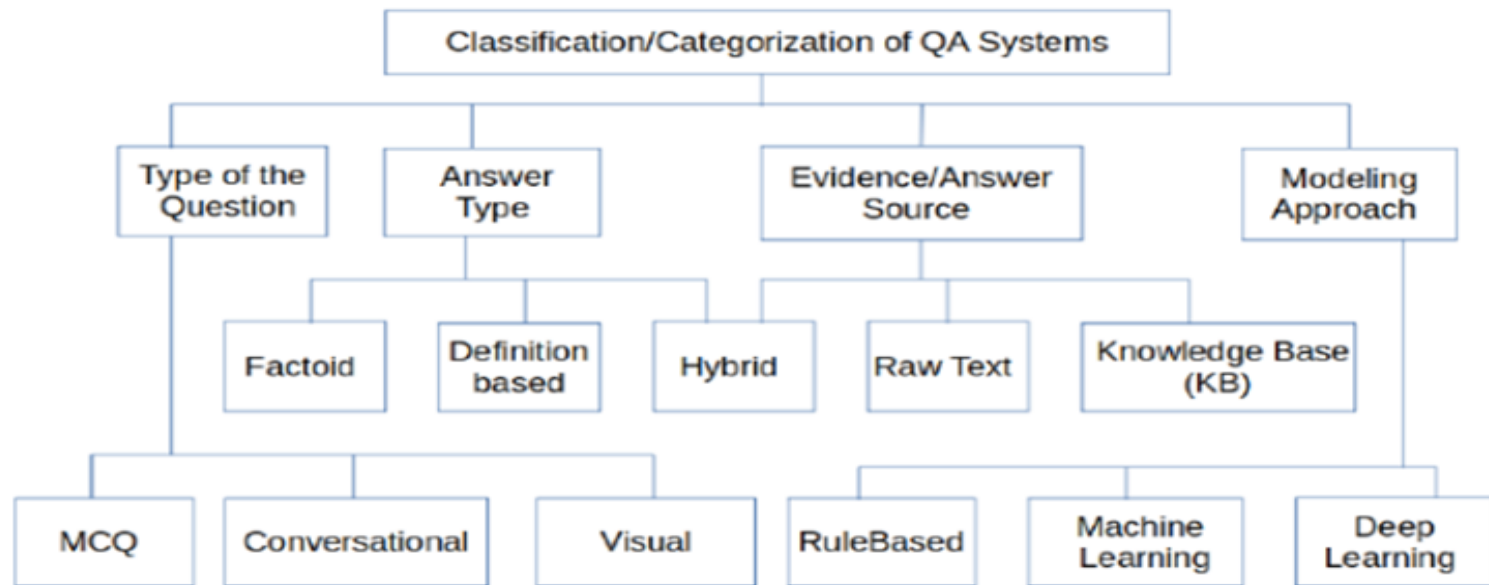 Classification/Categorization of QA Systems
Type of the
Question
Answer
Type
Evidence/Answer
Source
Modeling
Approach
Factoid
Definition
based
Hybrid
Raw Text
Knowledge Base
(KB)
MCQ
Conversational
Visual
RuleBased
Machine
Learning
Deep
Learning